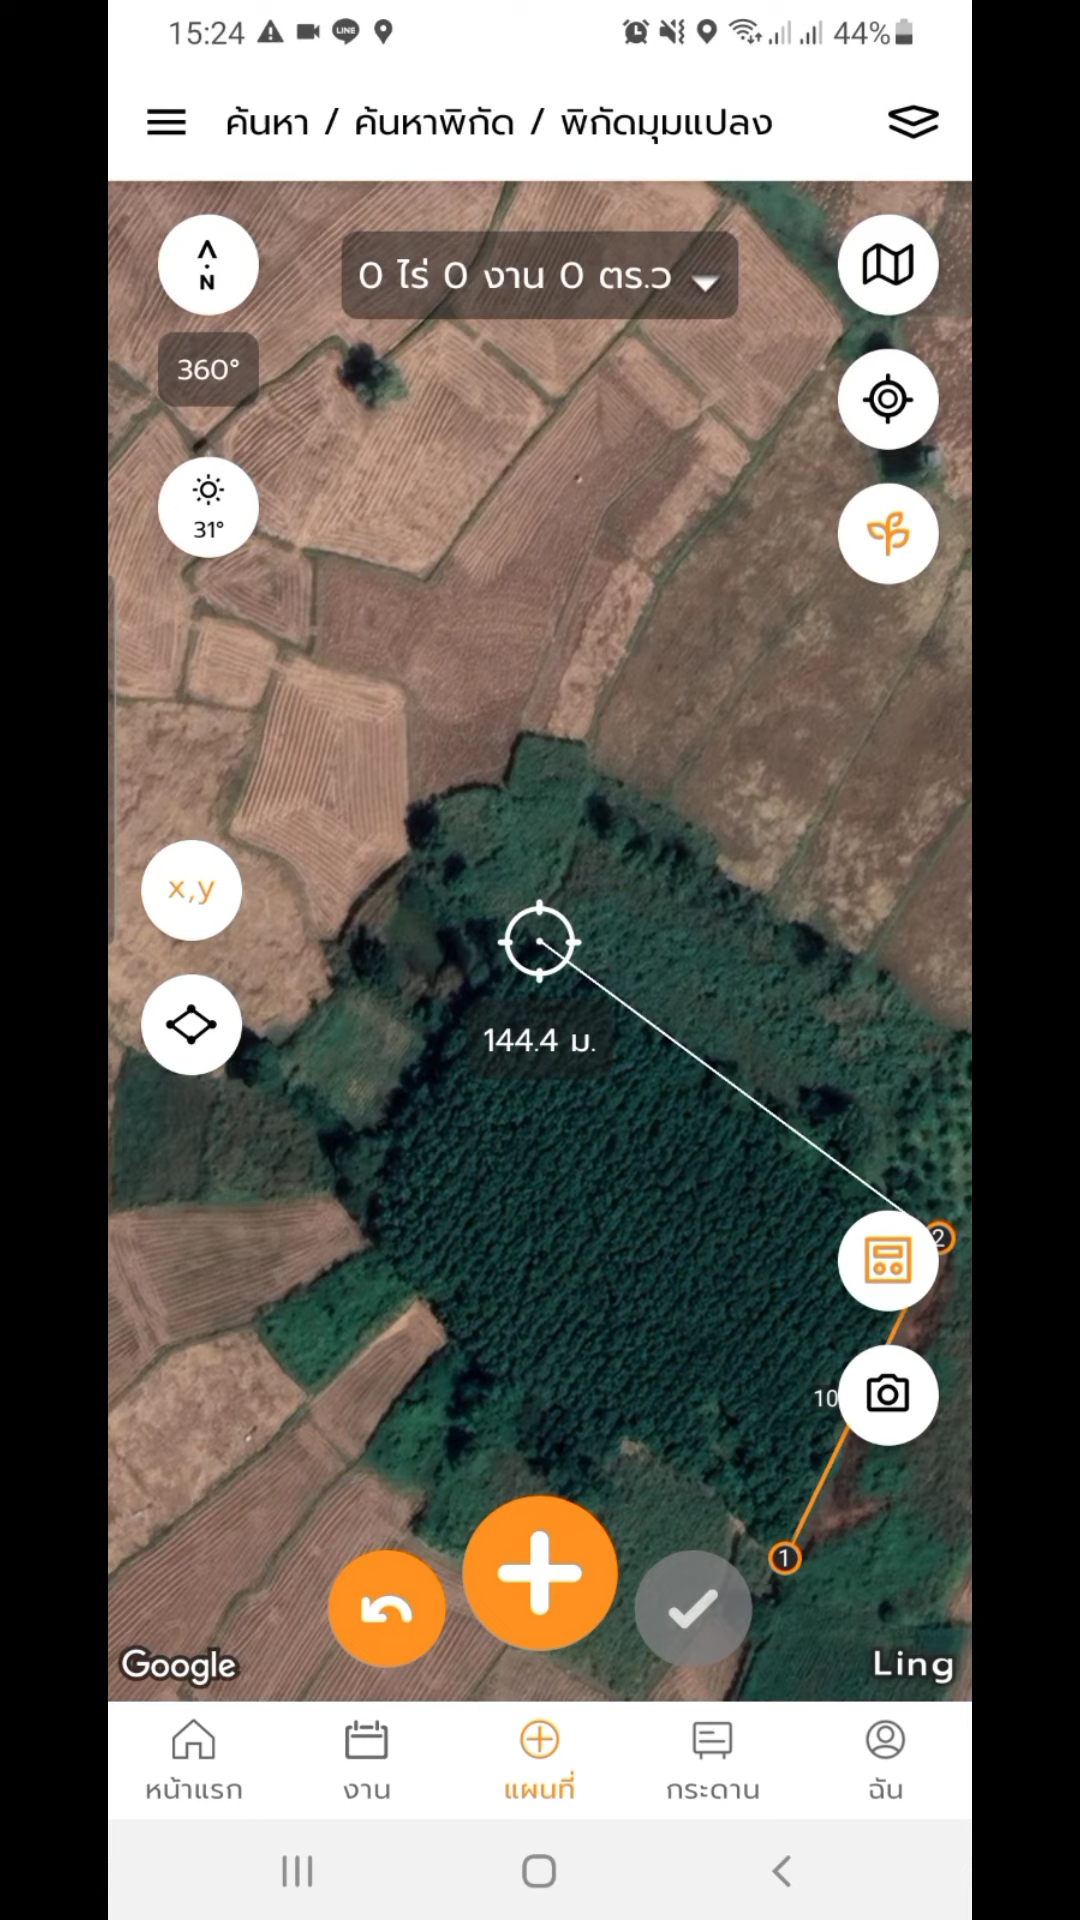 15:24
LINE
44%
ค้นหา / ค้นหาพิกัด / พิกัดมุมแปลง
N
0 ไร่ 0 งาน 0 ตร.ว
360°
31°
x,y
144.4 ม.
2
10
1
Google
Ling
หน้าแรก
งาน
แผนที่
กระดาน
ฉัน